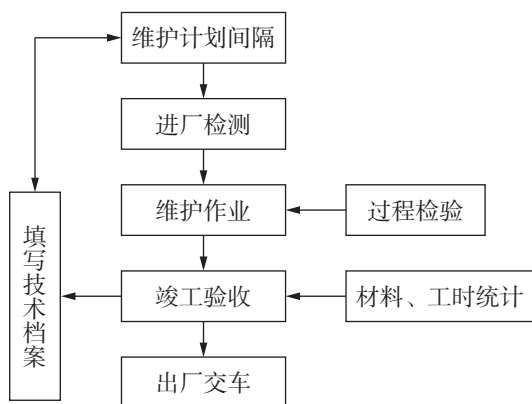 维护计划间隔
进厂检测
维护作业
过程检验
填写技术档案
竣工验收
材料、工时统计
出厂交车